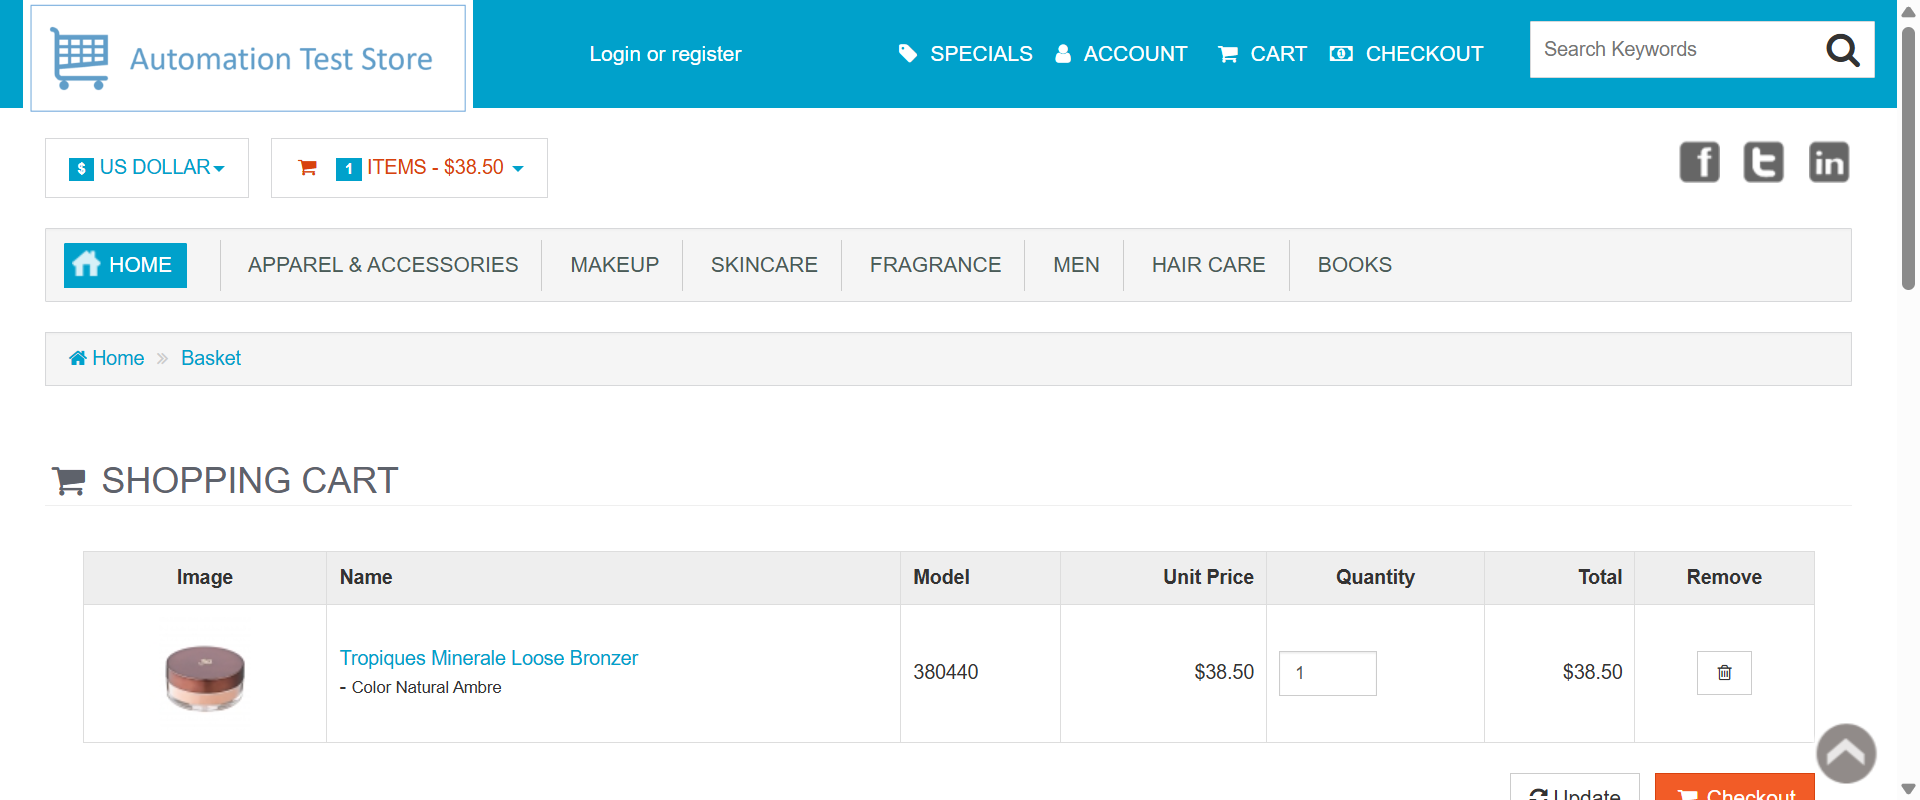 Automation Test Store
Login or register
SPECIALS ACCOUNT CART CHECKOUT
Search Keywords
$ US DOLLAR
1 ITEMS - $38.50
HOME APPAREL & ACCESSORIES MAKEUP SKINCARE FRAGRANCE MEN HAIR CARE BOOKS
Home Basket
SHOPPING CART
Image Name Model Unit Price Quantity Total Remove
Tropiques Minerale Loose Bronzer
- Color Natural Ambre
380440 $38.50 1 $38.50
Update Checkout